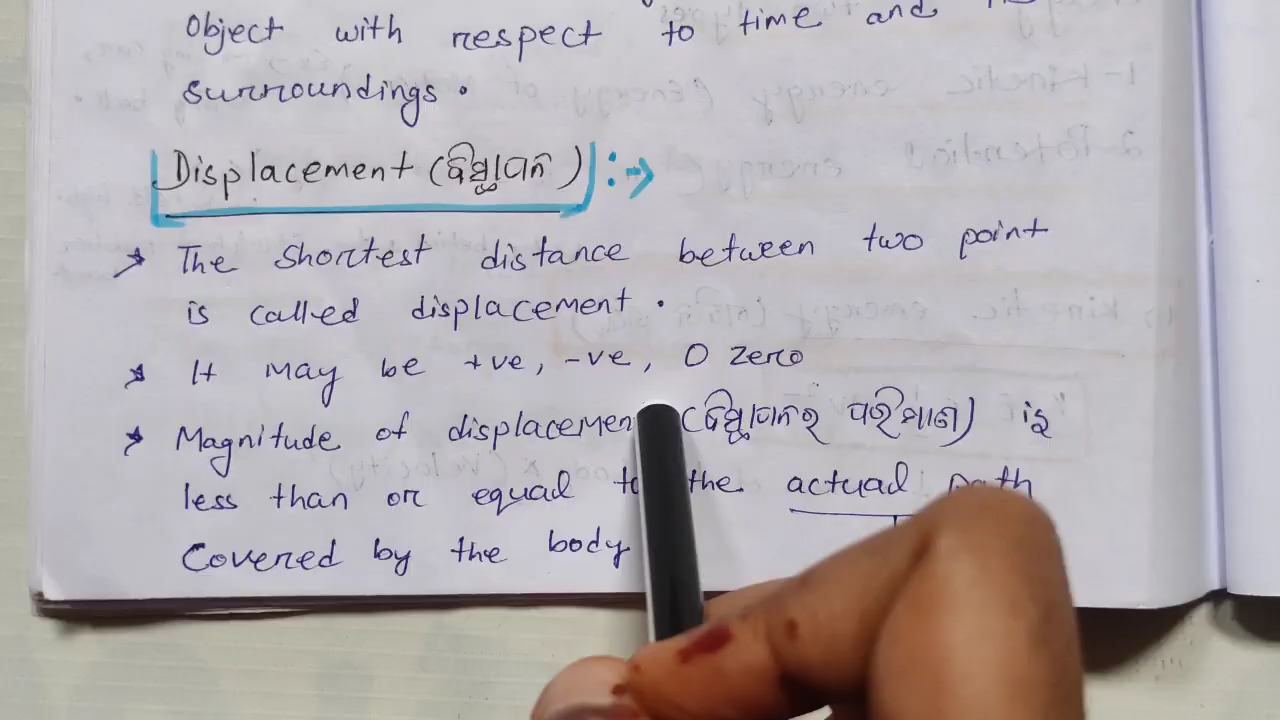 Object with respect to time and
surroundings.
Displacement (ବିସ୍ଥାପନ) :→
→ The shortest distance between two point
is called displacement.
→ It may be +ve, -ve, 0 zero
→ Magnitude of displacement (ବିସ୍ଥାପନର ପରିମାଣ) is
less than or equal to the actual path
Covered by the body